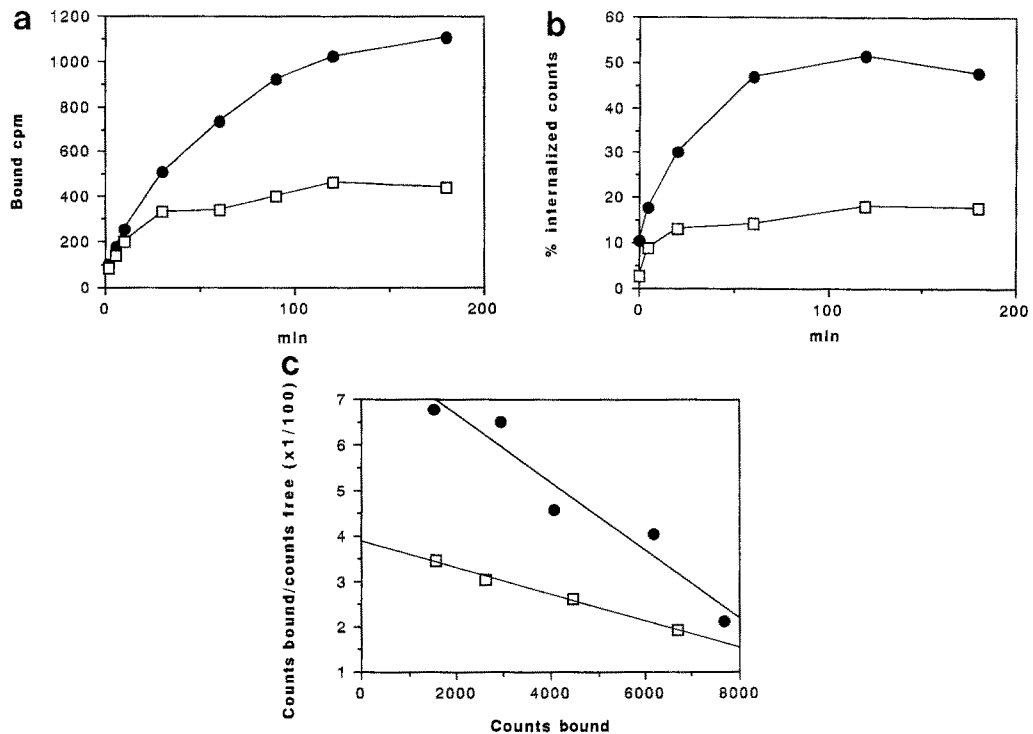 a
1200
1000
800
600
400
200
0
Bound cpm
0 100 200
min
b
60
50
40
30
20
10
0
% internalized counts
0 100 200
min
c
7
6
5
4
3
2
1
Counts bound/counts free (x1/100)
0 2000 4000 6000 8000
Counts bound